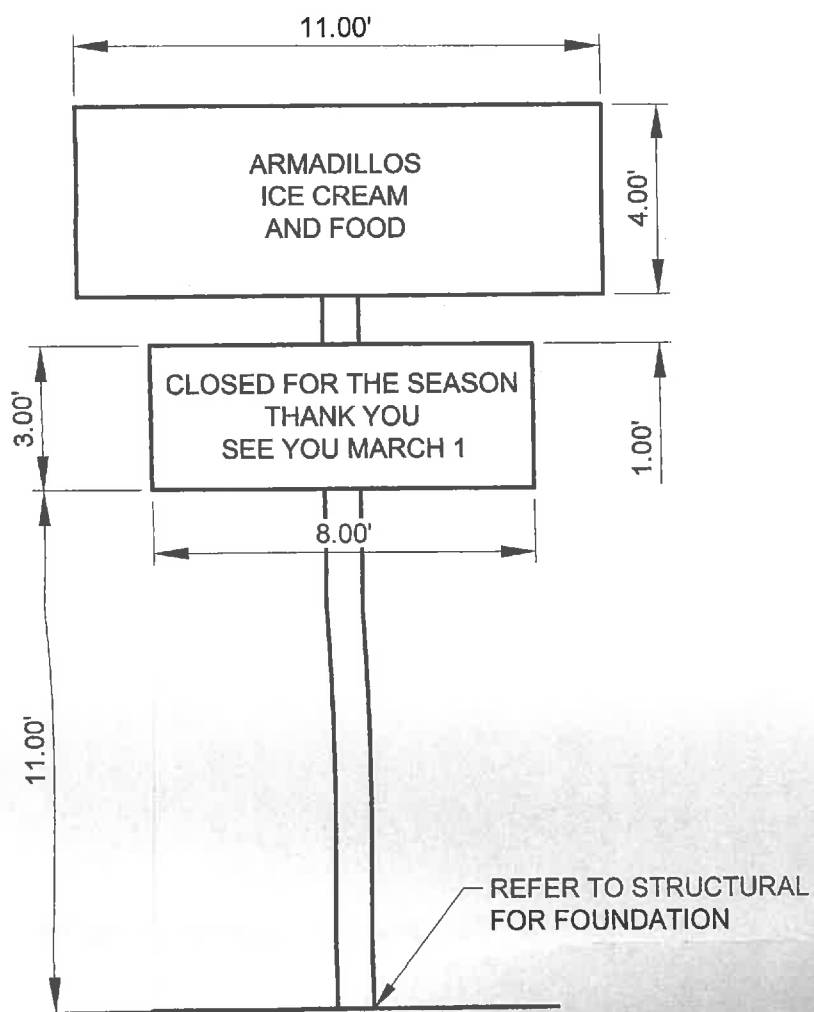 11.00'
ARMADILLOS
ICE CREAM
AND FOOD
4.00'
CLOSED FOR THE SEASON
THANK YOU
SEE YOU MARCH 1
3.00'
1.00'
8.00'
11.00'
REFER TO STRUCTURAL
FOR FOUNDATION